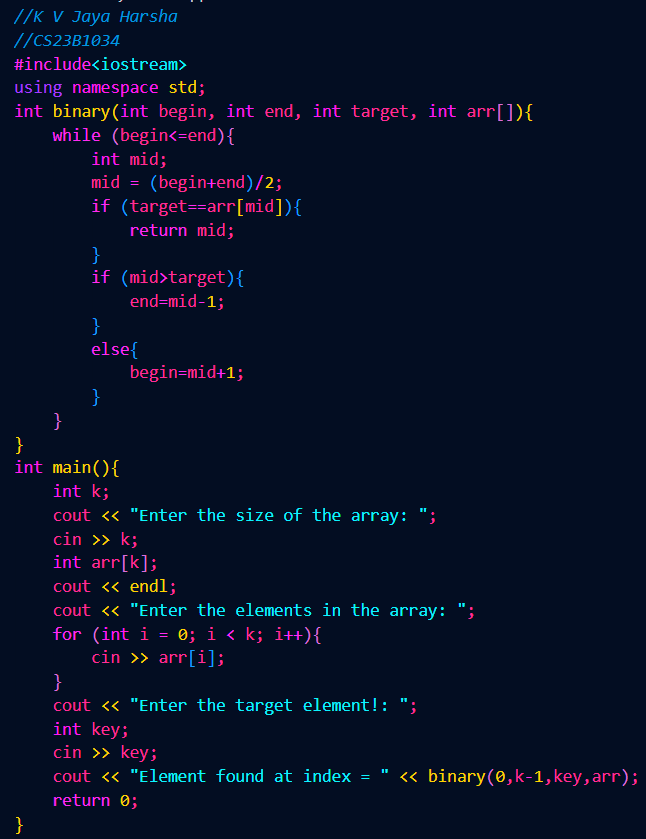 //K V Jaya Harsha
//CS23B1034
#include<iostream>
using namespace std;
int binary(int begin, int end, int target, int arr[]){
    while (begin<=end){
        int mid;
        mid = (begin+end)/2;
        if (target==arr[mid]){
            return mid;
        }
        if (mid>target){
            end=mid-1;
        }
        else{
            begin=mid+1;
        }
    }
}
int main(){
    int k;
    cout << "Enter the size of the array: ";
    cin >> k;
    int arr[k];
    cout << endl;
    cout << "Enter the elements in the array: ";
    for (int i = 0; i < k; i++){
        cin >> arr[i];
    }
    cout << "Enter the target element!: ";
    int key;
    cin >> key;
    cout << "Element found at index = " << binary(0,k-1,key,arr);
    return 0;
}